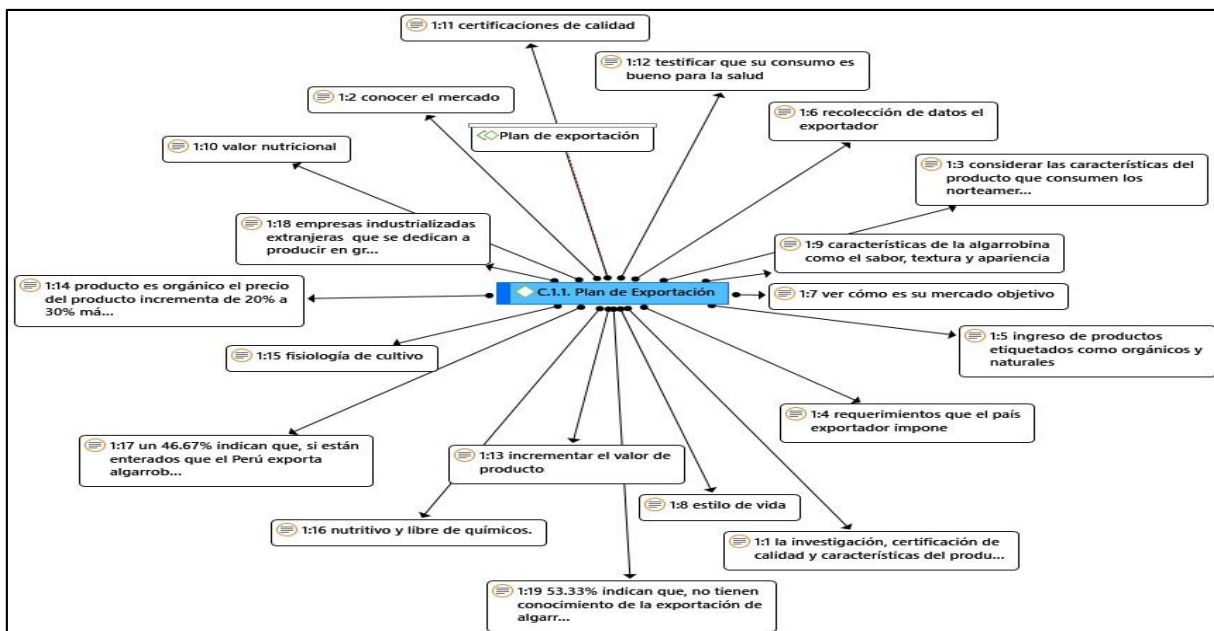 1:11 certificaciones de calidad
1:12 testificar que su consumo es
bueno para la salud
1:2 conocer el mercado
1:6 recolección de datos el
exportador
Plan de exportación
1:10 valor nutricional
1:3 considerar las características del
producto que consumen los
norteamer...
1:18 empresas industrializadas
extranjeras que se dedican a
producir en gr...
1:9 características de la algarrobina
como el sabor, textura y apariencia
1:14 producto es orgánico el precio
del producto incrementa de 20% a
30% má...
C.1.1. Plan de Exportación
1:7 ver cómo es su mercado objetivo
1:5 ingreso de productos
etiquetados como orgánicos y
naturales
1:15 fisiología de cultivo
1:4 requerimientos que el país
exportador impone
1:17 un 46.67% indican que, si están
enterados que el Perú exporta
algarrob...
1:13 incrementar el valor de
producto
1:8 estilo de vida
1:16 nutritivo y libre de químicos.
1:1 la investigación, certificación de
calidad y características del produ...
1:19 53.33% indican que, no tienen
conocimiento de la exportación de
algarr...